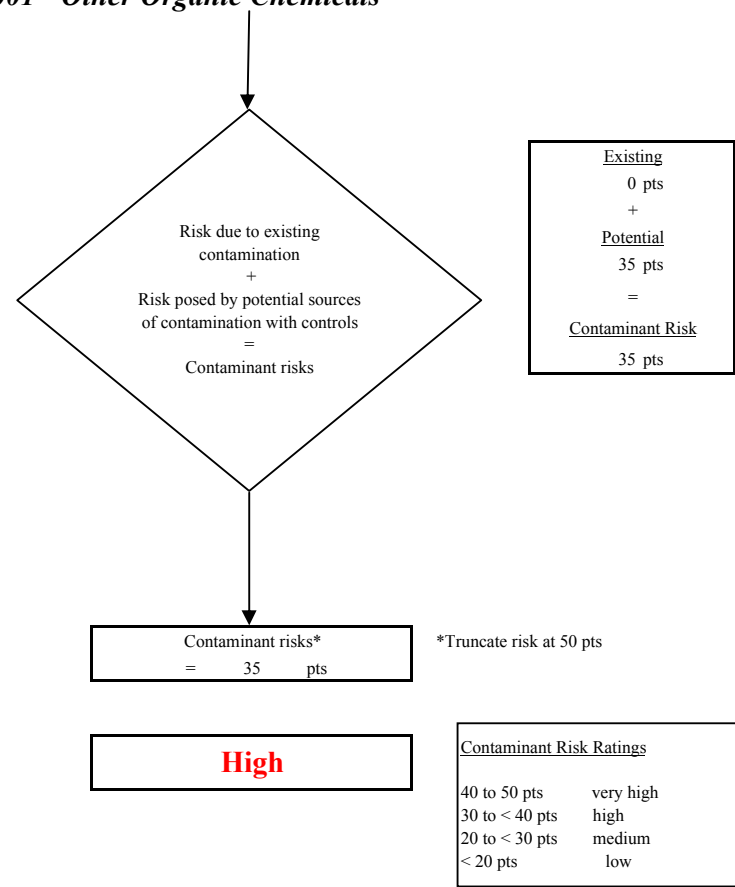 Other Organic Chemicals
Risk due to existing
contamination
+
Risk posed by potential sources
of contamination with controls
=
Contaminant risks
Existing
0 pts
+
Potential
35 pts
=
Contaminant Risk
35 pts
Contaminant risks*
= 35 pts
*Truncate risk at 50 pts
High
Contaminant Risk Ratings
40 to 50 pts very high
30 to < 40 pts high
20 to < 30 pts medium
< 20 pts low